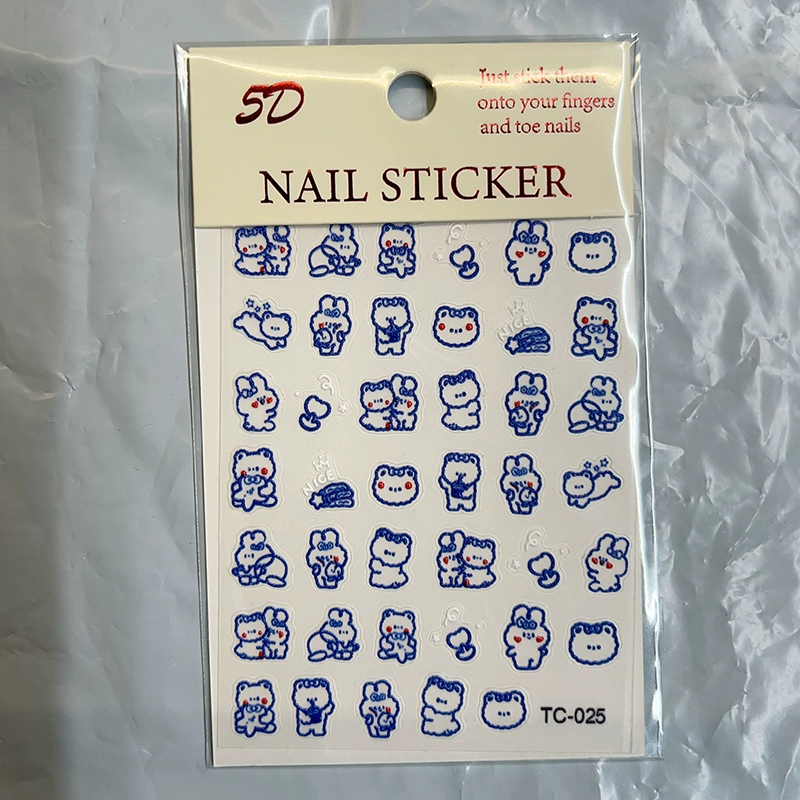 5D
Just stick them
onto your fingers
and toe nails
NAIL STICKER
NICE
NICE
TC-025